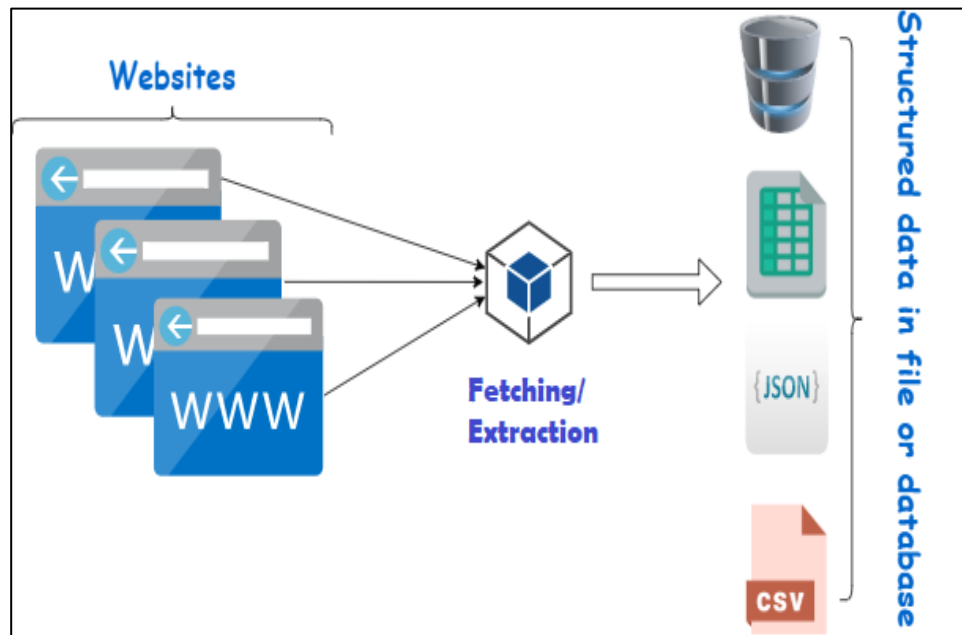 Websites
W
W
WWW
Fetching/
Extraction
{JSON}
CSV
Structured data in file or database